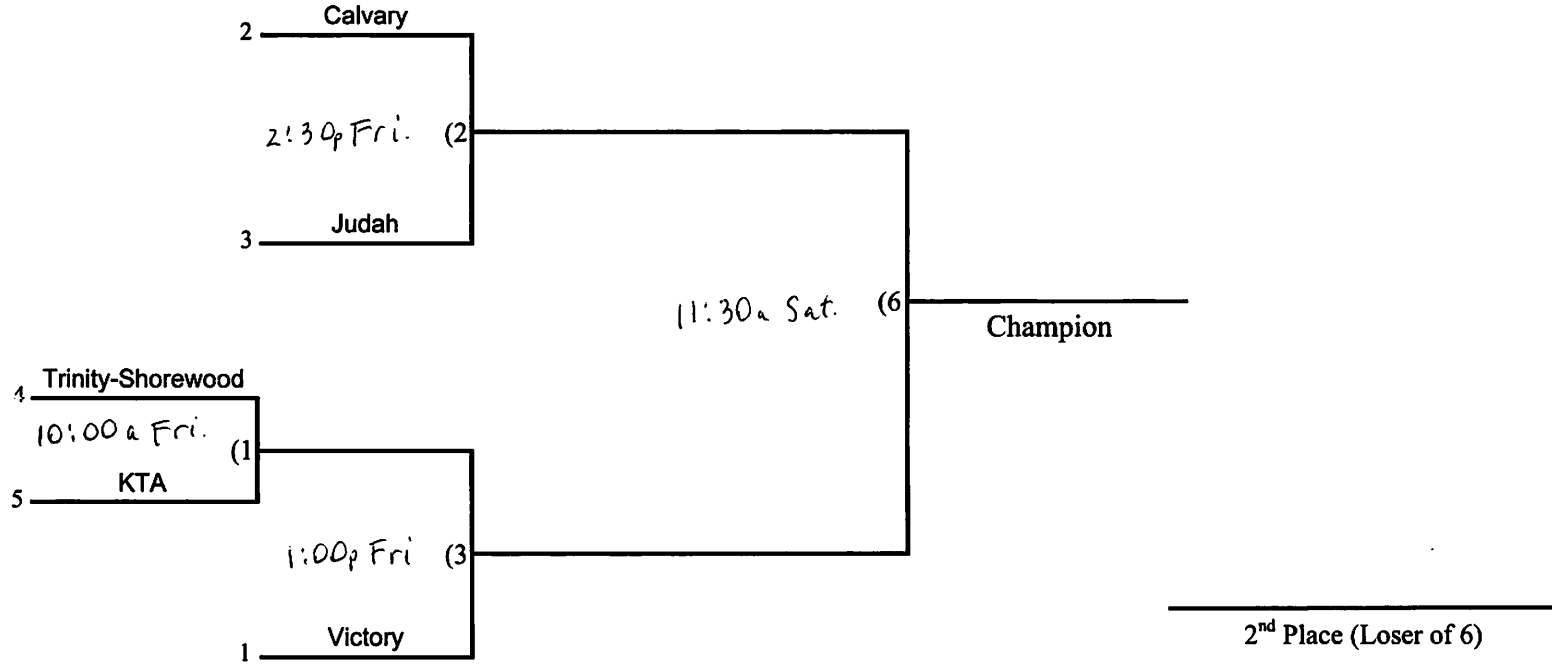 Calvary
2
2:30p Fri. (2
Judah
3
11:30a Sat. (6
Champion
Trinity-Shorewood
4
10:00a Fri. (1
KTA
5
1:00p Fri (3
Victory
1
2nd Place (Loser of 6)